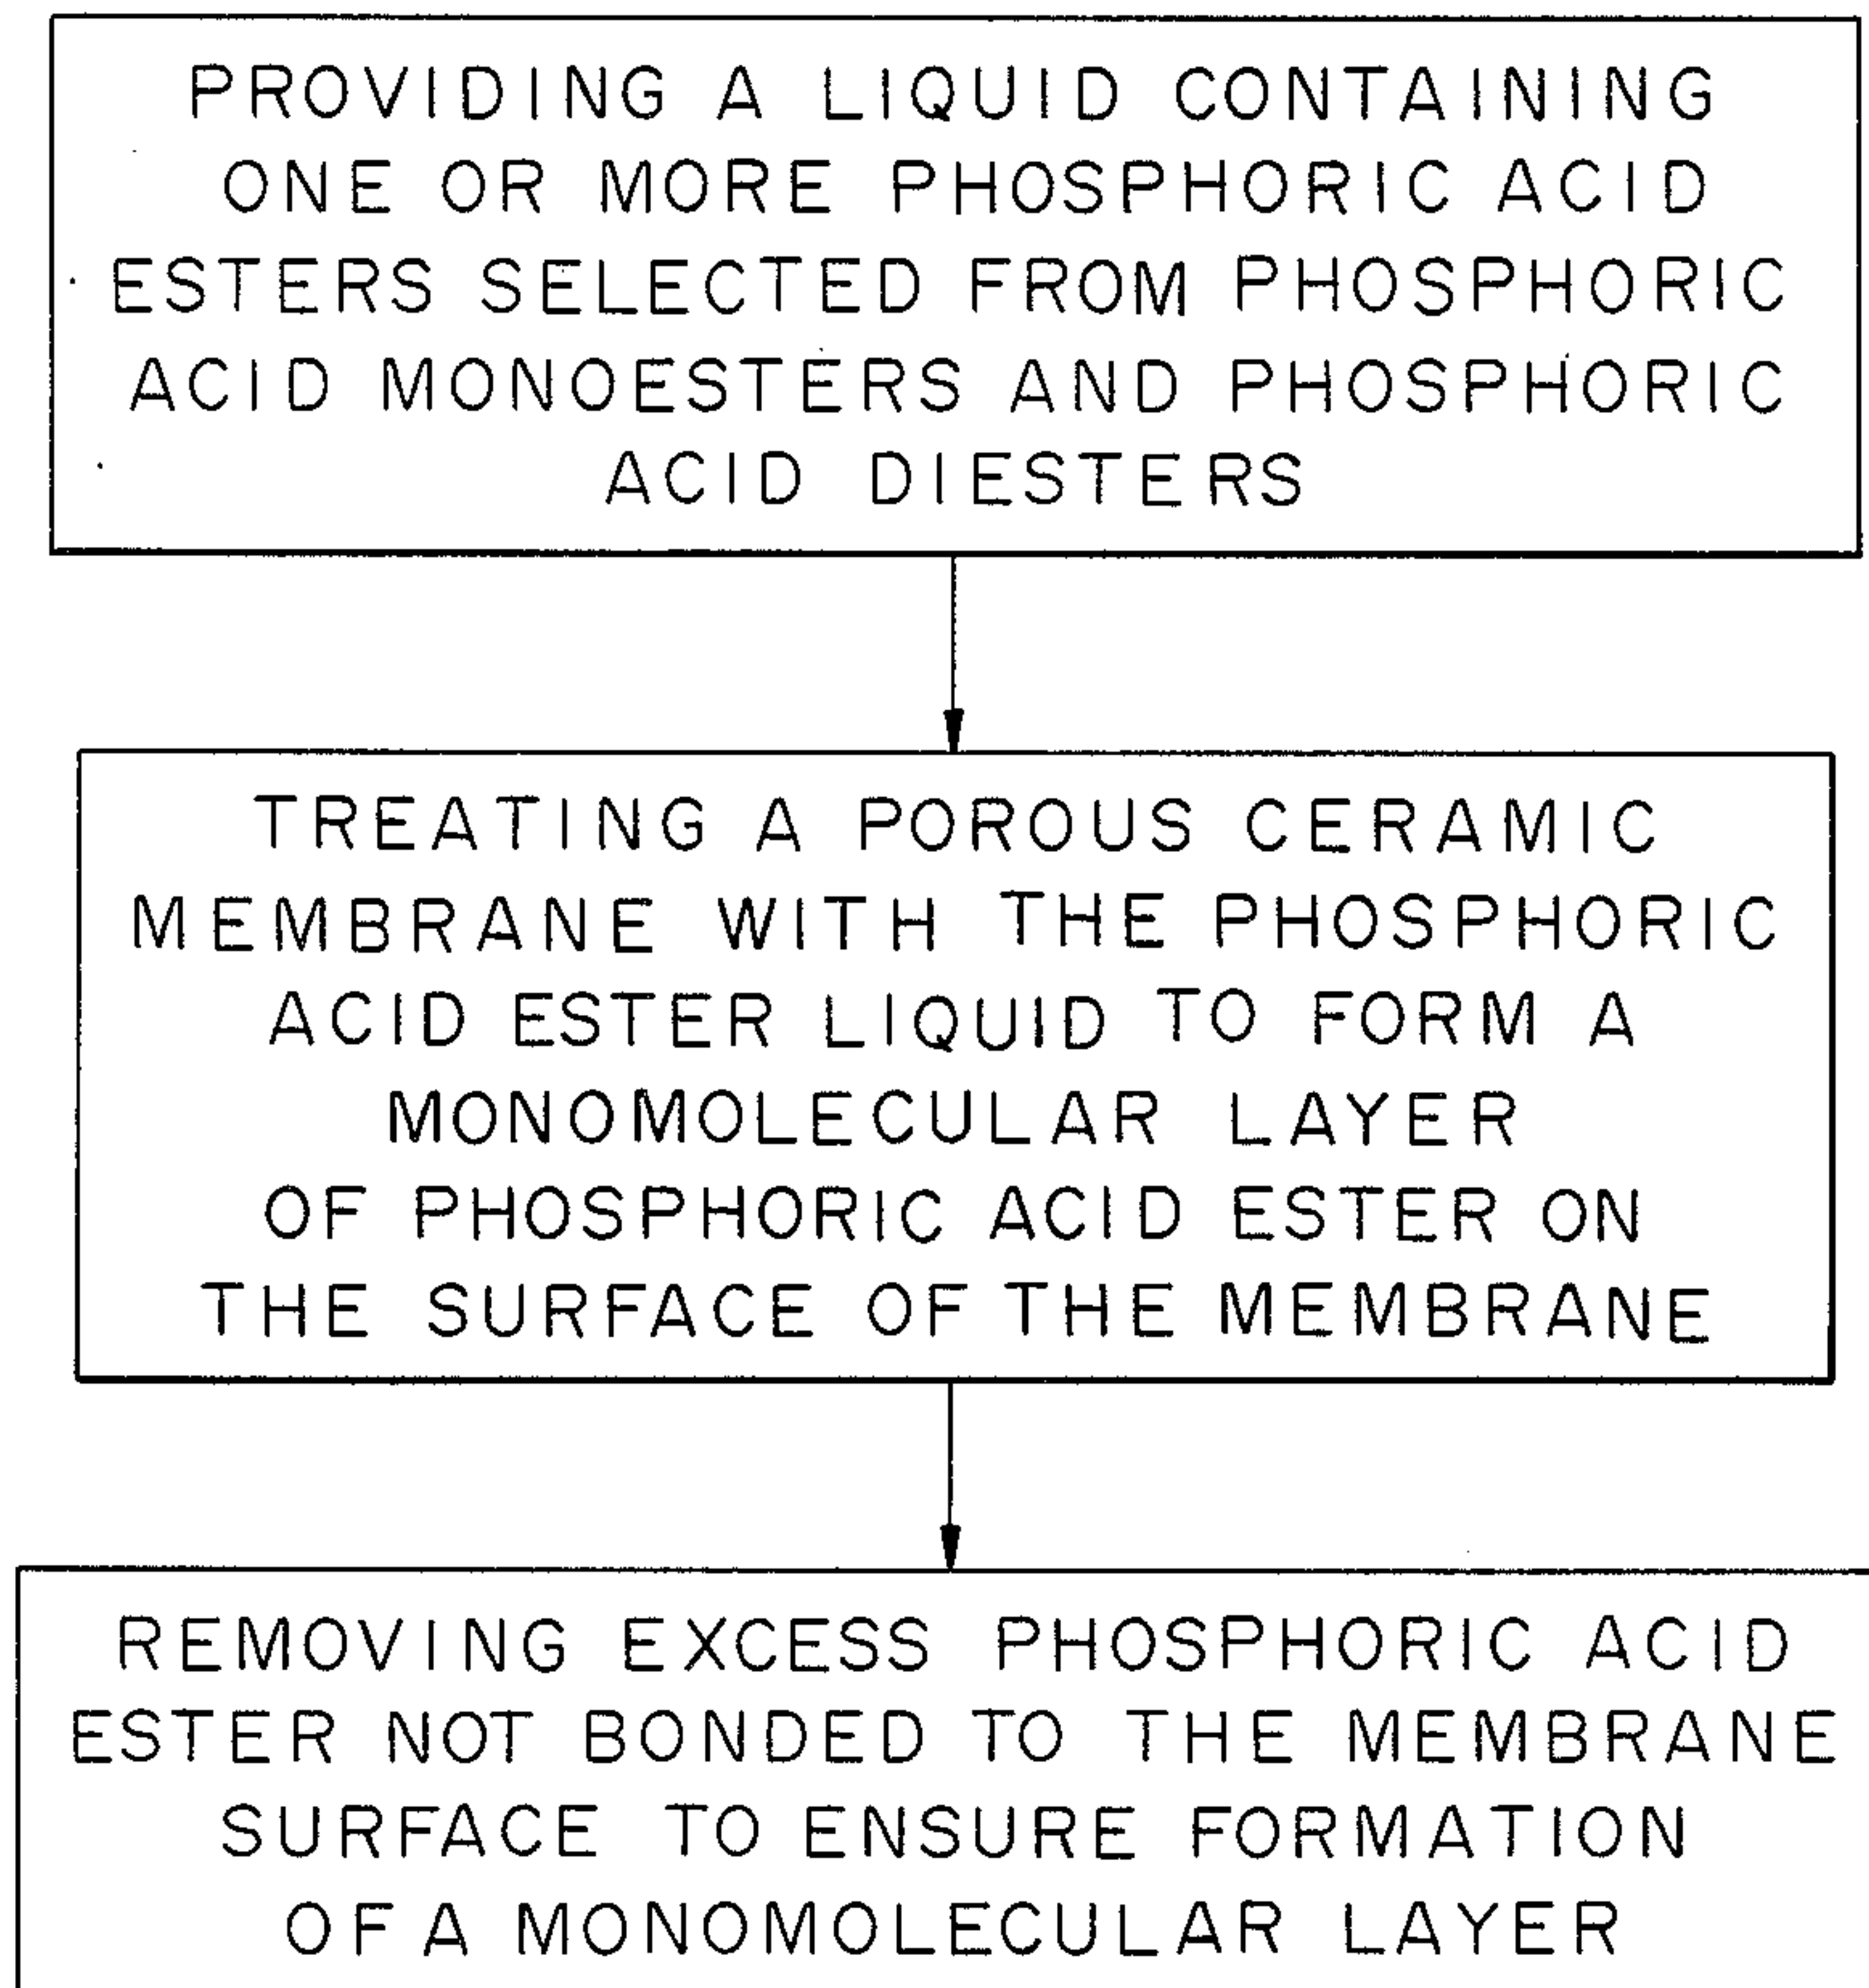 PROVIDING A LIQUID CONTAINING
ONE OR MORE PHOSPHORIC ACID
ESTERS SELECTED FROM PHOSPHORIC
ACID MONOESTERS AND PHOSPHORIC
ACID DIESTERS
TREATING A POROUS CERAMIC
MEMBRANE WITH THE PHOSPHORIC
ACID ESTER LIQUID TO FORM A
MONOMOLECULAR LAYER
OF PHOSPHORIC ACID ESTER ON
THE SURFACE OF THE MEMBRANE
REMOVING EXCESS PHOSPHORIC ACID
ESTER NOT BONDED TO THE MEMBRANE
SURFACE TO ENSURE FORMATION
OF A MONOMOLECULAR LAYER